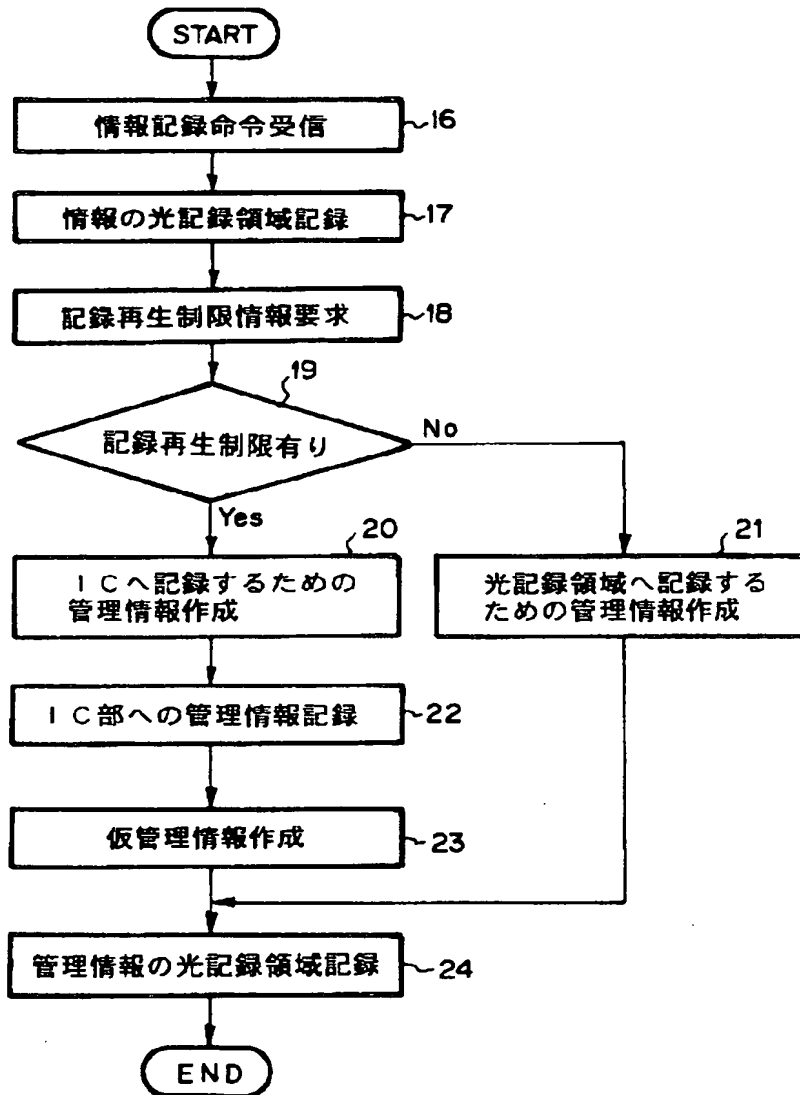 START
情報記録命令受信
16
情報の光記録領域記録
17
記録再生制限情報要求
18
19
記録再生制限有り
No
Yes
20
ICへ記録するための
管理情報作成
21
光記録領域へ記録する
ための管理情報作成
IC部への管理情報記録
22
仮管理情報作成
23
管理情報の光記録領域記録
24
END